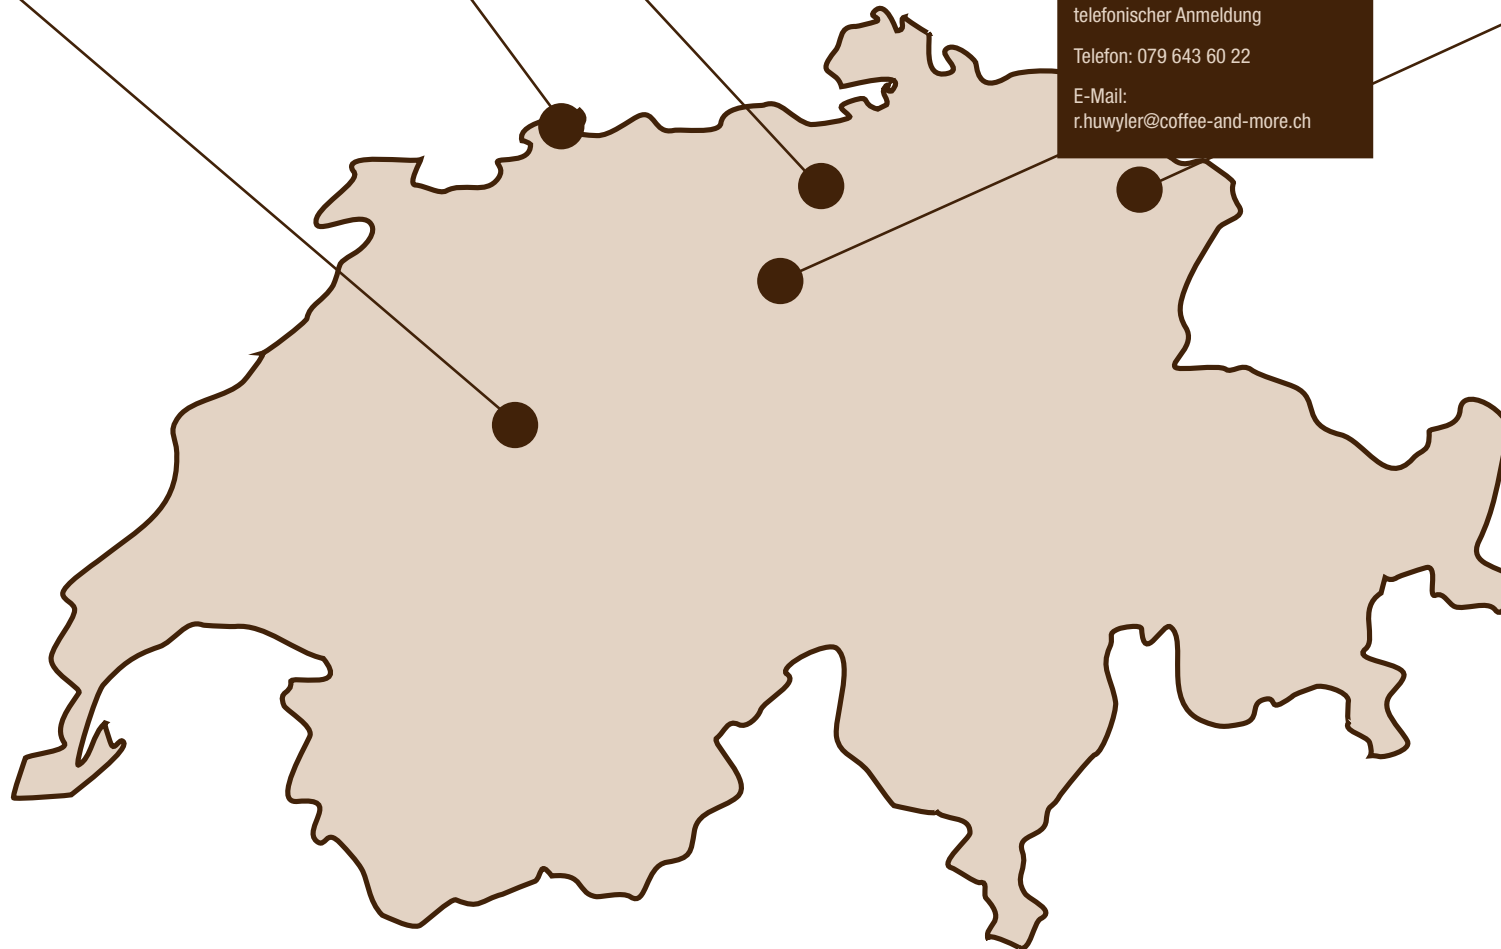 telefonischer Anmeldung
Telefon: 079 643 60 22
E-Mail:
r.huwyler@coffee-and-more.ch